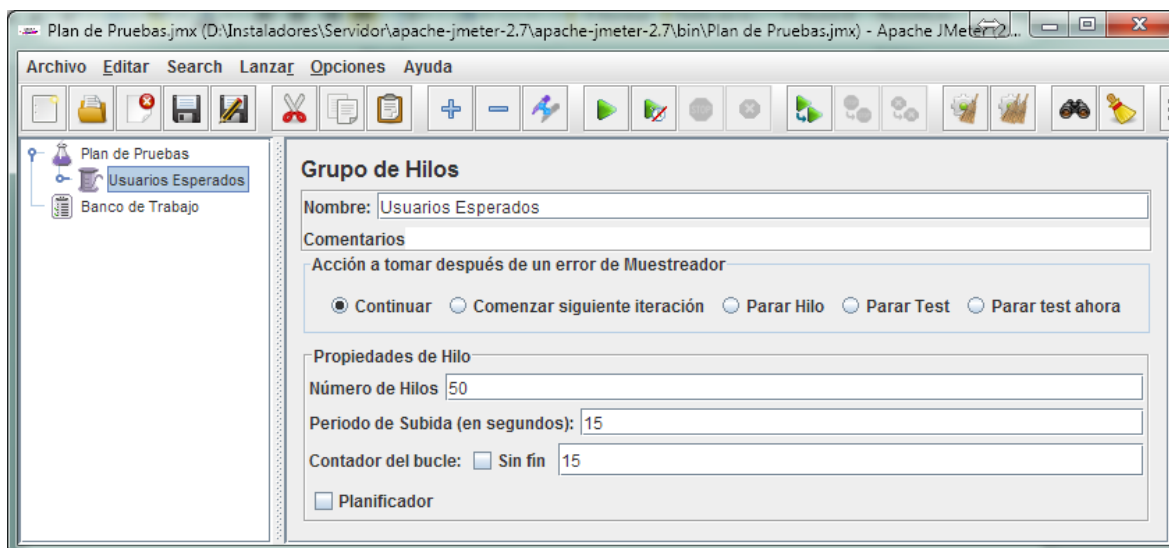 Plan de Pruebas.jmx (D:\Instaladores\Servidor\apache-jmeter-2.7\apache-jmeter-2.7\bin\Plan de Pruebas.jmx) - Apache JMeter (2...
Archivo Editar Search Lanzar Opciones Ayuda
Plan de Pruebas
Usuarios Esperados
Banco de Trabajo
Grupo de Hilos
Nombre: Usuarios Esperados
Comentarios
Acción a tomar después de un error de Muestreador
Continuar Comenzar siguiente iteración Parar Hilo Parar Test Parar test ahora
Propiedades de Hilo
Número de Hilos 50
Periodo de Subida (en segundos): 15
Contador del bucle: Sin fín 15
Planificador